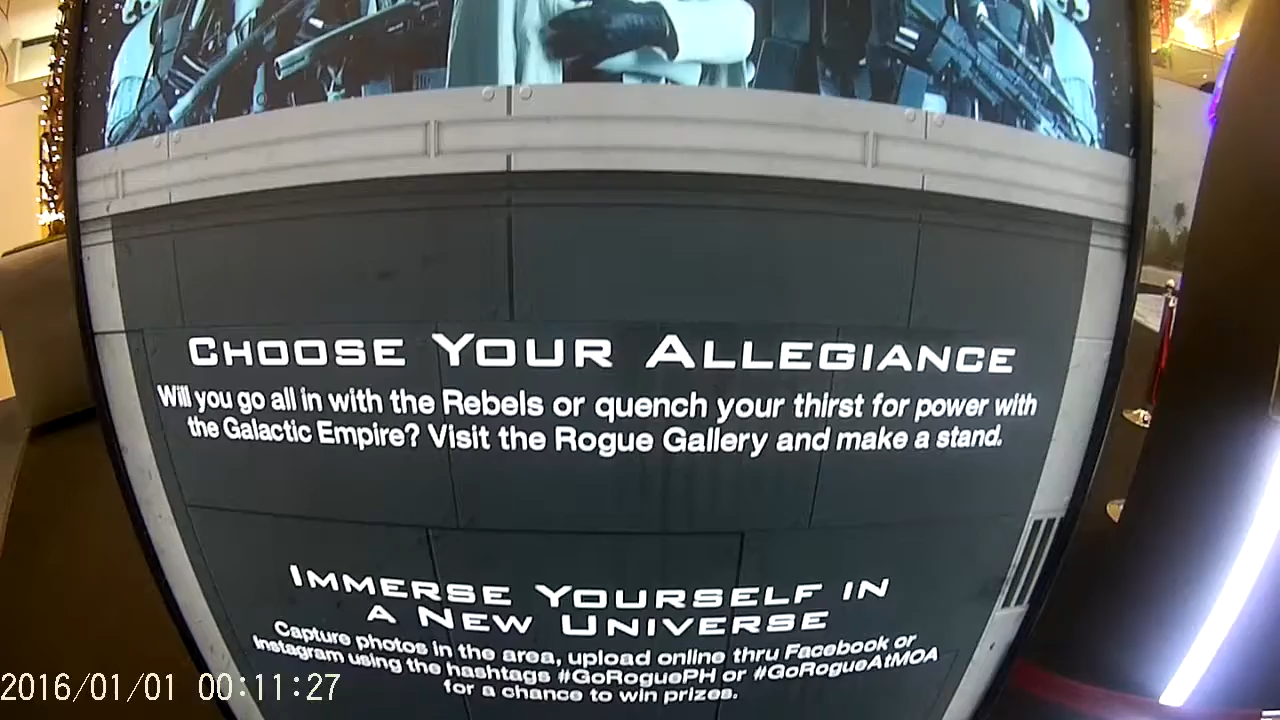 CHOOSE YOUR ALLEGIANCE
Will you go all in with the Rebels or quench your thirst for power with
the Galactic Empire? Visit the Rogue Gallery and make a stand.
IMMERSE YOURSELF IN
A NEW UNIVERSE
Capture photos in the area, upload online thru Facebook or
Instagram using the hashtags #GoRoguePH or #GoRogueAtMOA
for a chance to win prizes.
2016/01/01 00:11:27